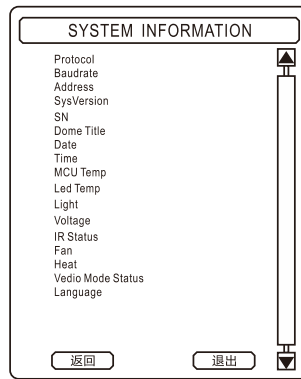 SYSTEM INFORMATION
Protocol
Baudrate
Address
SysVersion
SN
Dome Title
Date
Time
MCU Temp
Led Temp
Light
Voltage
IR Status
Fan
Heat
Vedio Mode Status
Language
返回 退出